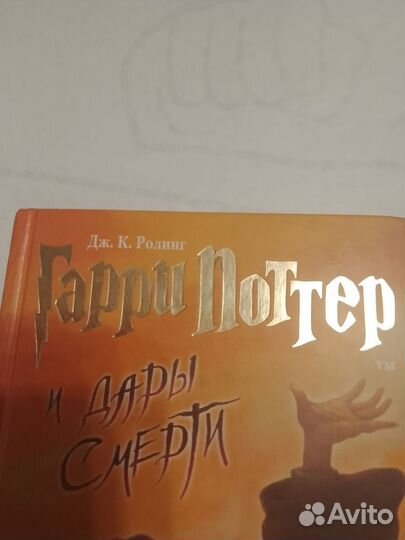 Дж. К. Ролинг
Гарри Поттер
TM
и Дары
Смерти
Avito